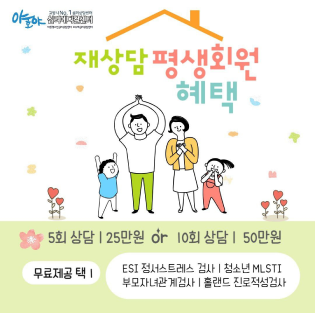 아훔아
재상담 평생회원
혜택
5회 상담 | 25만원 or 10회 상담 | 50만원
무료제공 택 1
ESI 정서스트레스 검사 | 청소년 MLSTI
부모자녀관계검사 | 홀랜드 진로적성검사